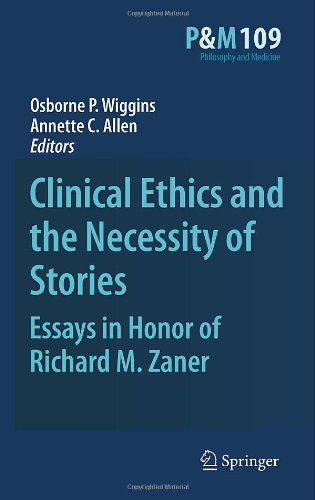 P&M109
Philosophy and Medicine
Osborne P. Wiggins
Annette C. Allen
Editors
Clinical Ethics and
the Necessity of
Stories
Essays in Honor of
Richard M. Zaner
Springer